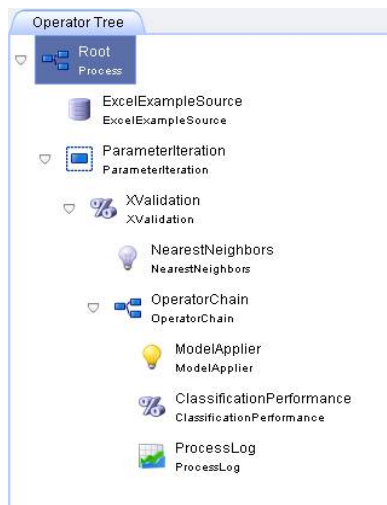 Operator Tree
Root
Process
ExcelExampleSource
ExcelExampleSource
ParameterIteration
ParameterIteration
XValidation
XValidation
NearestNeighbors
NearestNeighbors
OperatorChain
OperatorChain
ModelApplier
ModelApplier
ClassificationPerformance
ClassificationPerformance
ProcessLog
ProcessLog